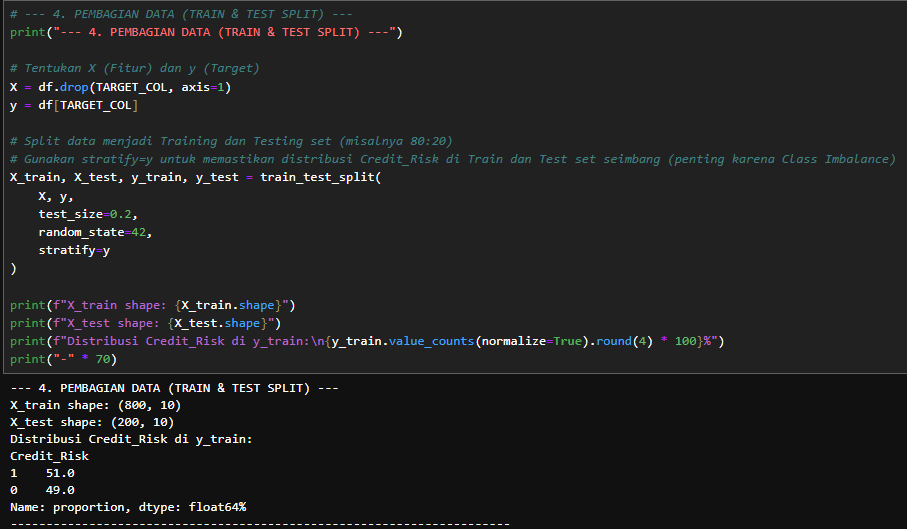 # --- 4. PEMBAGIAN DATA (TRAIN & TEST SPLIT) ---
print("--- 4. PEMBAGIAN DATA (TRAIN & TEST SPLIT) ---")
# Tentukan X (Fitur) dan y (Target)
X = df.drop(TARGET_COL, axis=1)
y = df[TARGET_COL]
# Split data menjadi Training dan Testing set (misalnya 80:20)
# Gunakan stratify=y untuk memastikan distribusi Credit_Risk di Train dan Test set seimbang (penting karena Class Imbalance)
X_train, X_test, y_train, y_test = train_test_split(
    X, y,
    test_size=0.2,
    random_state=42,
    stratify=y
)
print(f"X_train shape: {X_train.shape}")
print(f"X_test shape: {X_test.shape}")
print(f"Distribusi Credit_Risk di y_train:\n{y_train.value_counts(normalize=True).round(4) * 100}%")
print("-" * 70)
--- 4. PEMBAGIAN DATA (TRAIN & TEST SPLIT) ---
X_train shape: (800, 10)
X_test shape: (200, 10)
Distribusi Credit_Risk di y_train:
Credit_Risk
1    51.0
0    49.0
Name: proportion, dtype: float64%
----------------------------------------------------------------------